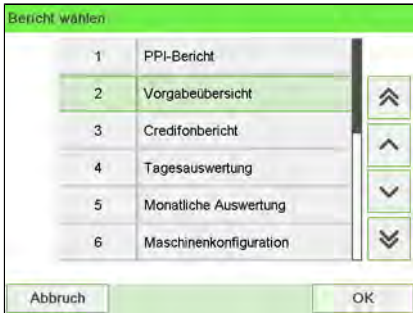 Bericht wählen
1 PPI-Bericht
2 Vorgabeübersicht
3 Credifonbericht
4 Tagesauswertung
5 Monatliche Auswertung
6 Maschinenkonfiguration
Abbruch OK